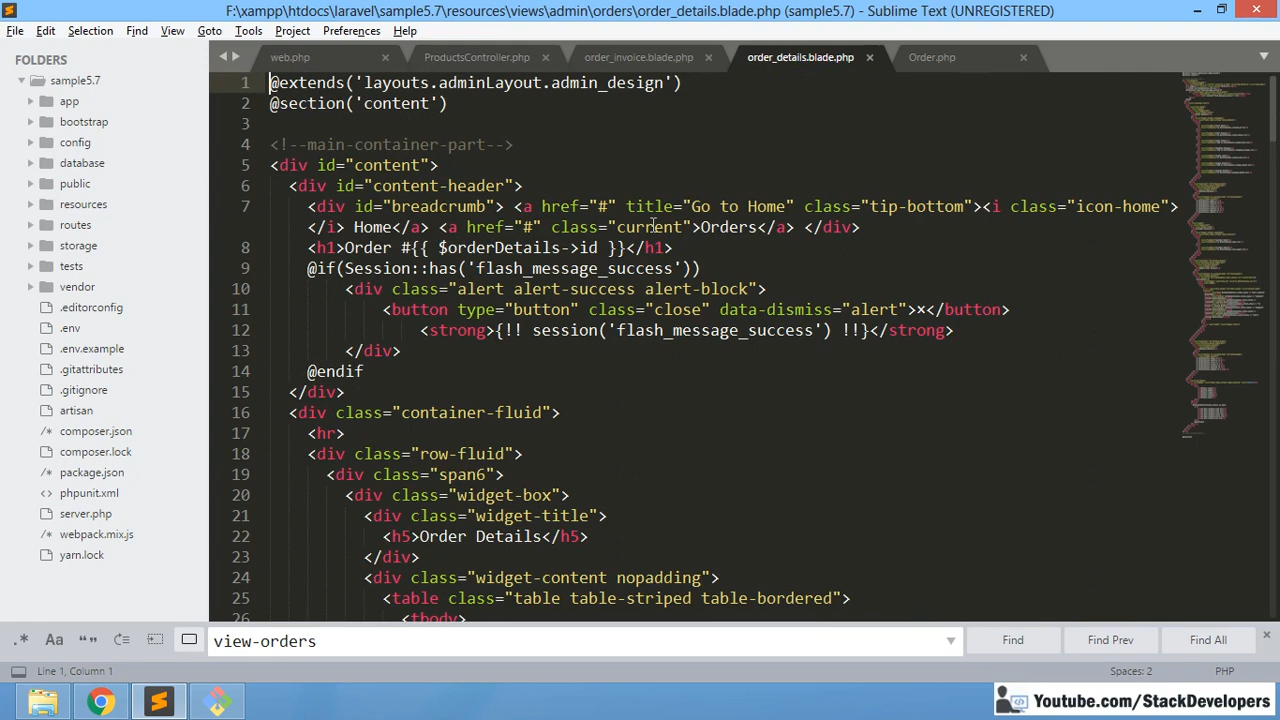 F:\xampp\htdocs\laravel\sample5.7\resources\views\admin\orders\order_details.blade.php (sample5.7) - Sublime Text (UNREGISTERED)
File Edit Selection Find View Goto Tools Project Preferences Help
FOLDERS
sample5.7
app
bootstrap
config
database
public
resources
routes
storage
tests
vendor
.editorconfig
.env
.env.example
.gitattributes
.gitignore
artisan
composer.json
composer.lock
package.json
phpunit.xml
server.php
webpack.mix.js
yarn.lock
web.php × ProductsController.php × order_invoice.blade.php × order_details.blade.php × Order.php ×
1 @extends('layouts.adminLayout.admin_design')
2 @section('content')
3
4 <!--main-container-part-->
5 <div id="content">
6 <div id="content-header">
7 <div id="breadcrumb"> <a href="#" title="Go to Home" class="tip-bottom"><i class="icon-home">
</i> Home</a> <a href="#" class="current">Orders</a> </div>
8 <h1>Order #{{ $orderDetails->id }}</h1>
9 @if(Session::has('flash_message_success'))
10 <div class="alert alert-success alert-block">
11 <button type="button" class="close" data-dismiss="alert">×</button>
12 <strong>{!! session('flash_message_success') !!}</strong>
13 </div>
14 @endif
15 </div>
16 <div class="container-fluid">
17 <hr>
18 <div class="row-fluid">
19 <div class="span6">
20 <div class="widget-box">
21 <div class="widget-title">
22 <h5>Order Details</h5>
23 </div>
24 <div class="widget-content nopadding">
25 <table class="table table-striped table-bordered">
26 <tbody>
.* Aa “ ” view-orders Find Find Prev Find All ×
Line 1, Column 1 Spaces: 2 PHP
Youtube.com/StackDevelopers